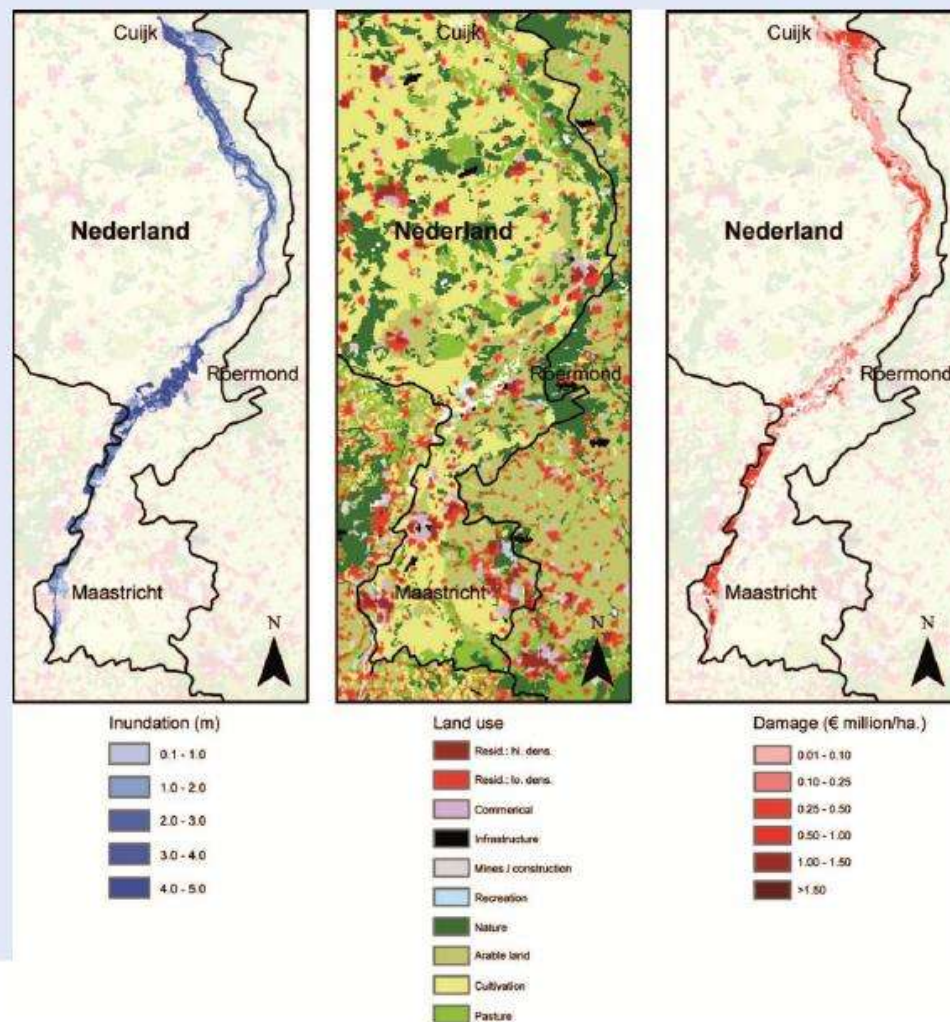 Cuijk
Nederland
Roermond
Maastricht
N
Cuijk
Nederland
Roermond
Maastricht
N
Cuijk
Nederland
Roermond
Maastricht
N
Inundation (m)
0.1 - 1.0
1.0 - 2.0
2.0 - 3.0
3.0 - 4.0
4.0 - 5.0
Land use
Resid.: hi. dens.
Resid.: lo. dens.
Commerical
Infrastructure
Mines / construction
Recreation
Nature
Arable land
Cultivation
Pasture
Damage (€ million/ha.)
0.01 - 0.10
0.10 - 0.25
0.25 - 0.50
0.50 - 1.00
1.00 - 1.50
>1.50